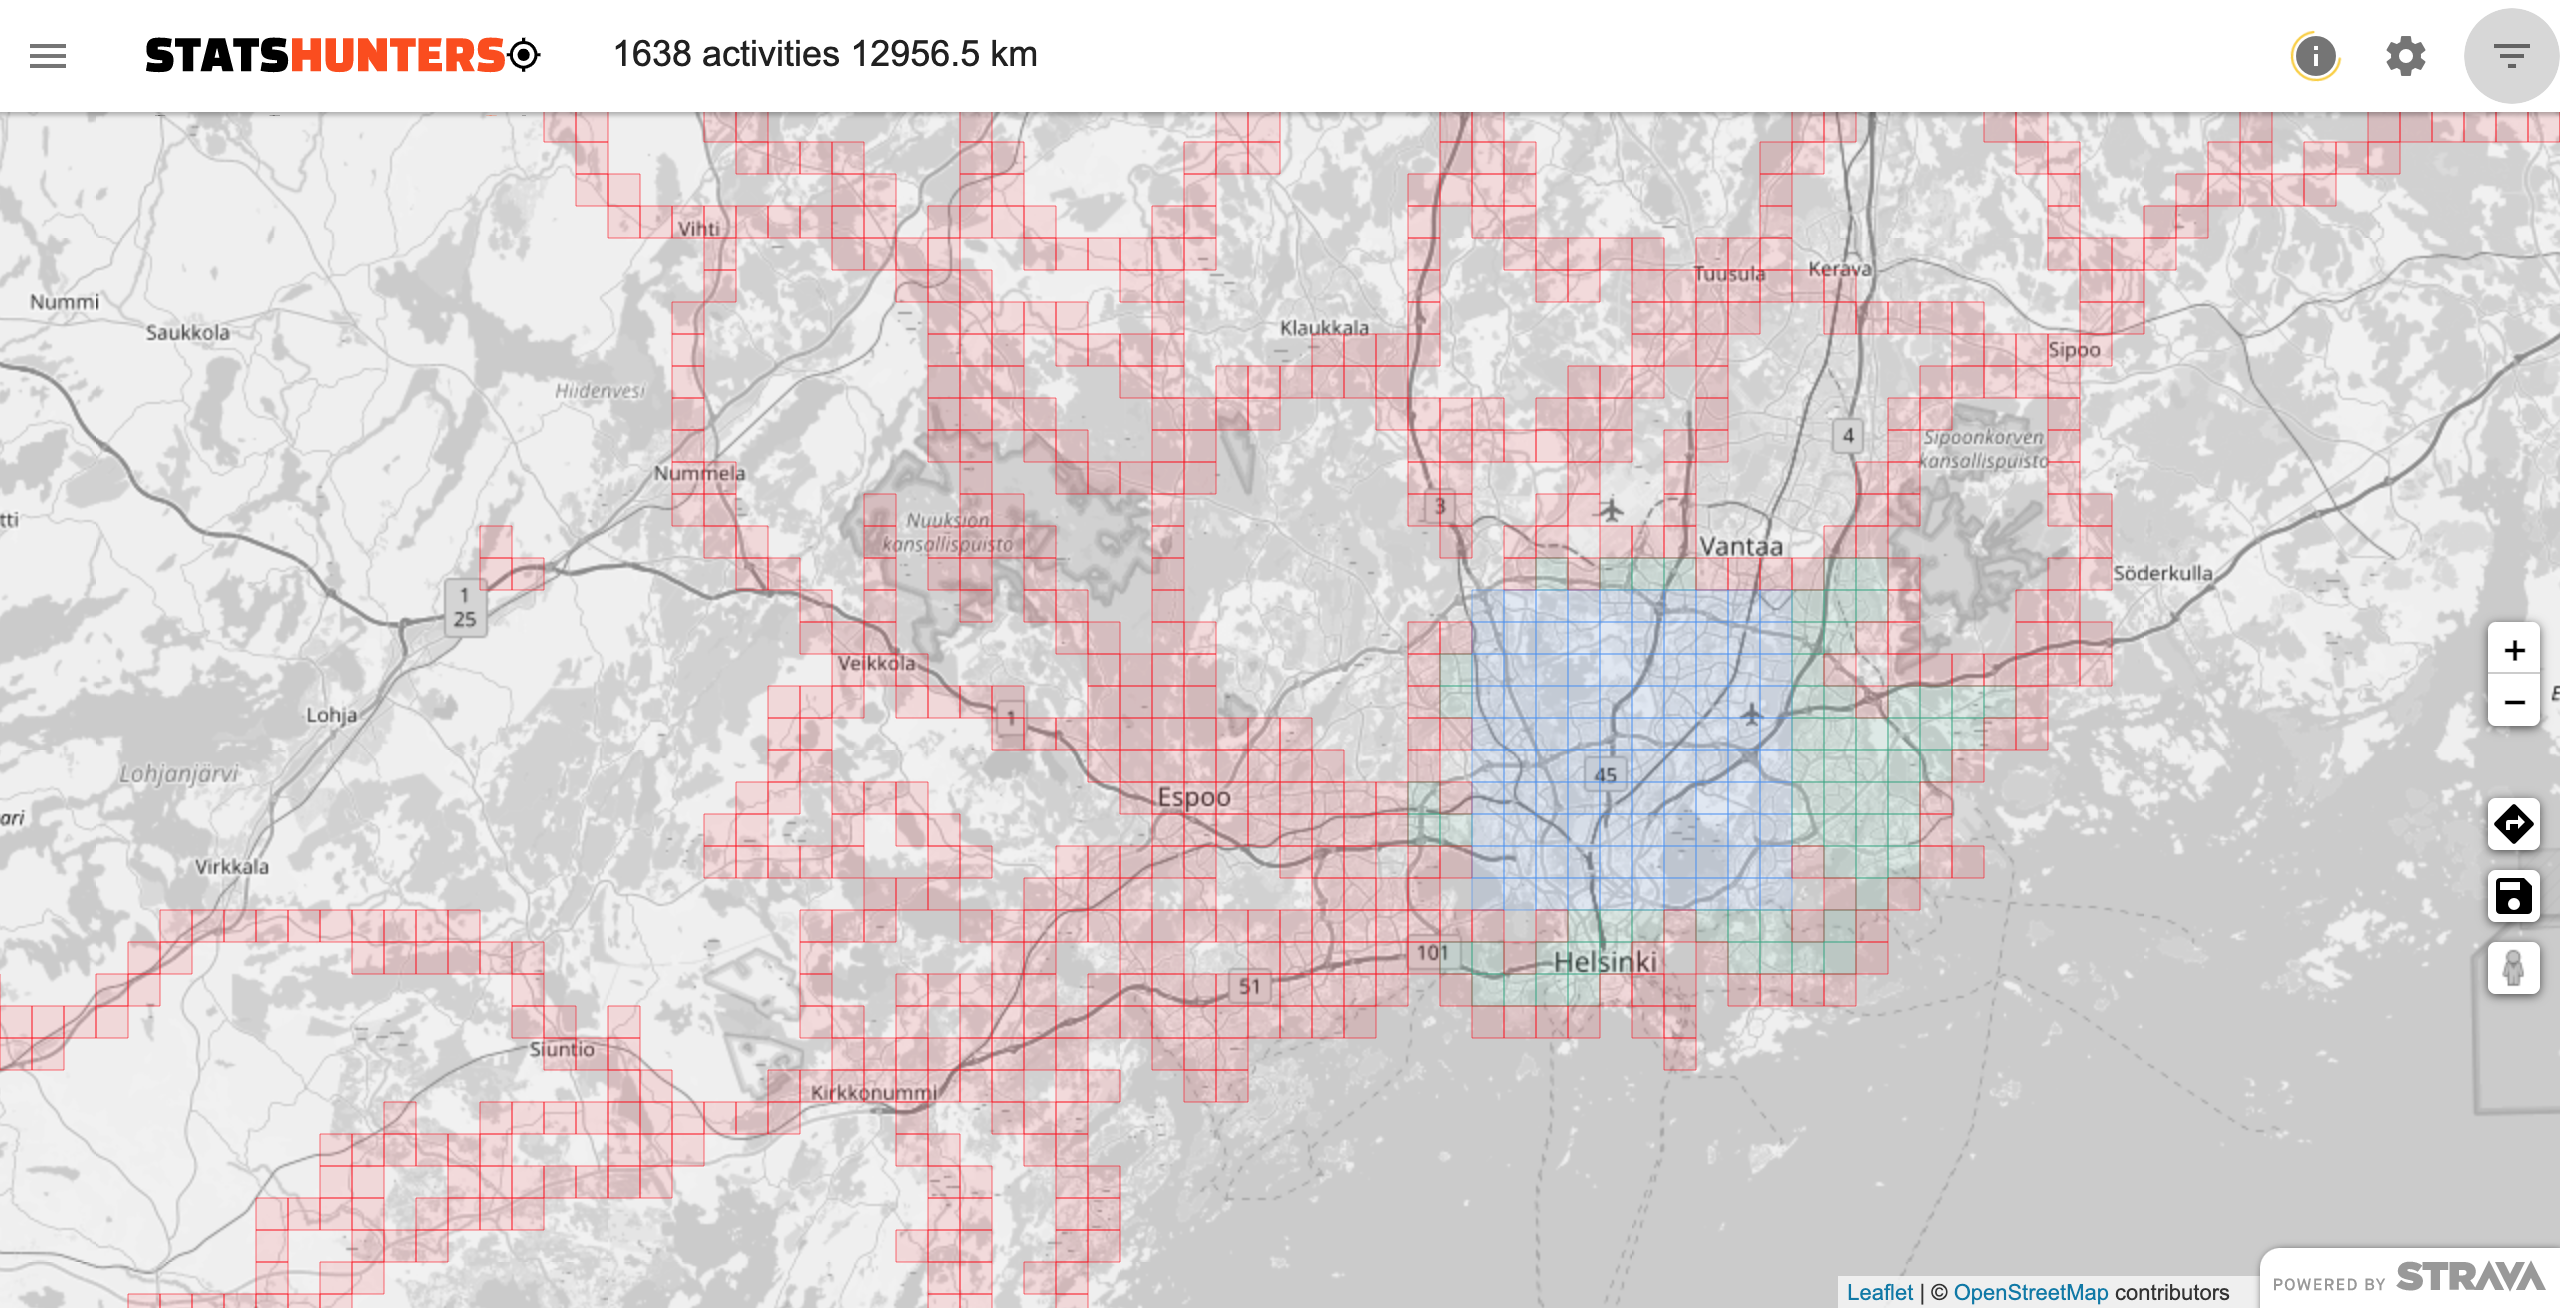 STATSHUNTERS
1638 activities 12956.5 km
Vihti
Tuusula
Kerava
Nummi
Saukkola
Klaukkala
Sipoo
Hiidenvesi
4
Sipoonkorven
kansallispuisto
Nummela
3
Nuuksion
kansallispuisto
tti
Vantaa
Söderkulla
1
25
Veikkola
+
−
Lohja
1
E
Lohjanjärvi
45
Espoo
ari
Virkkala
101
Helsinki
51
Siuntio
Kirkkonummi
POWERED BY STRAVA
Leaflet | © OpenStreetMap contributors